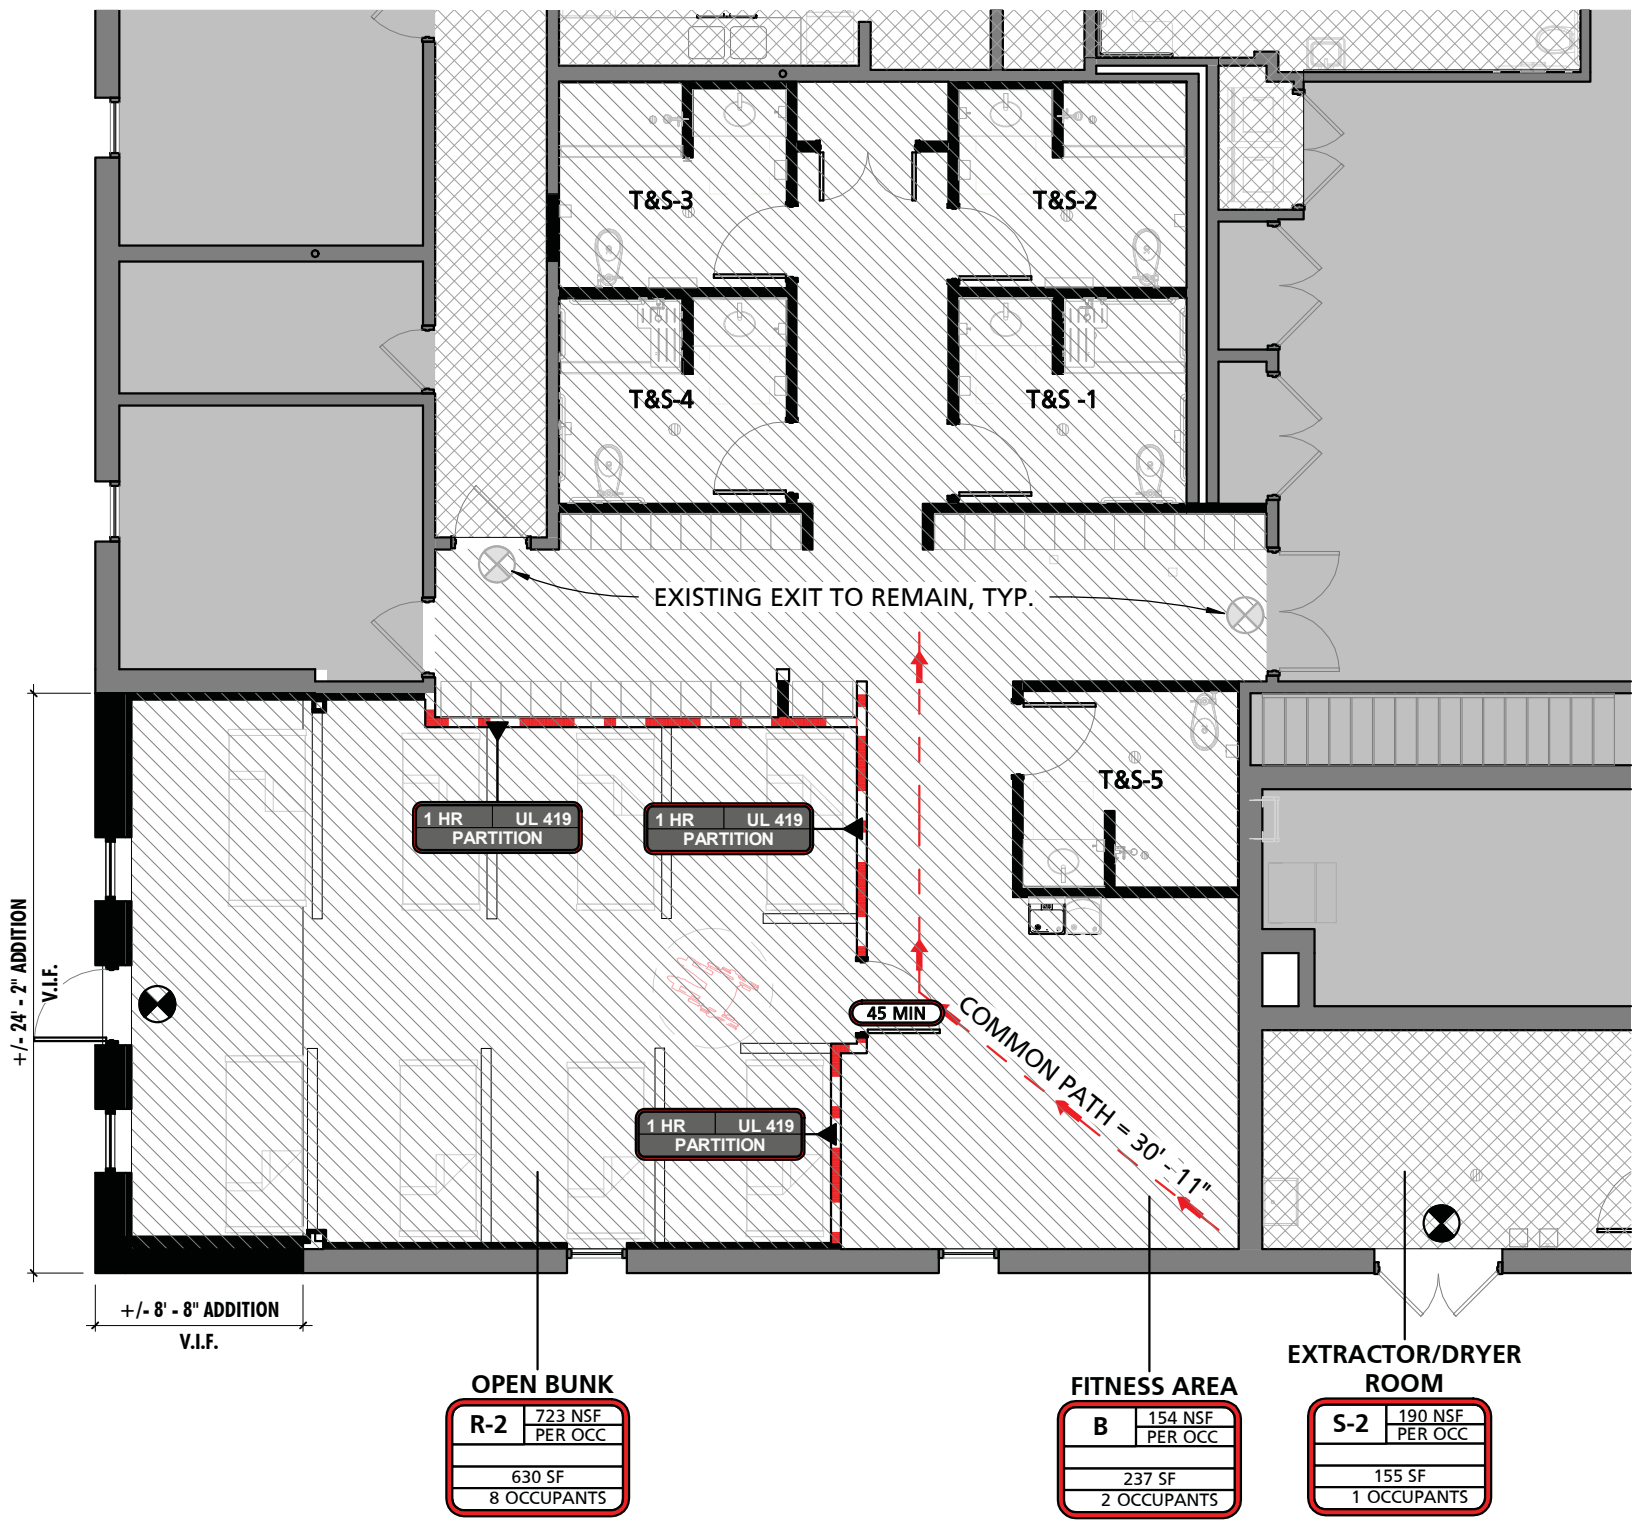 T&S-3
T&S-2
T&S-4
T&S -1
EXISTING EXIT TO REMAIN, TYP.
T&S-5
1 HR UL 419
PARTITION
1 HR UL 419
PARTITION
+/- 24' - 2" ADDITION
V.I.F.
45 MIN
COMMON PATH = 30' - 11"
1 HR UL 419
PARTITION
+/- 8' - 8" ADDITION
V.I.F.
OPEN BUNK
R-2 723 NSF
PER OCC
630 SF
8 OCCUPANTS
FITNESS AREA
B 154 NSF
PER OCC
237 SF
2 OCCUPANTS
EXTRACTOR/DRYER
ROOM
S-2 190 NSF
PER OCC
155 SF
1 OCCUPANTS